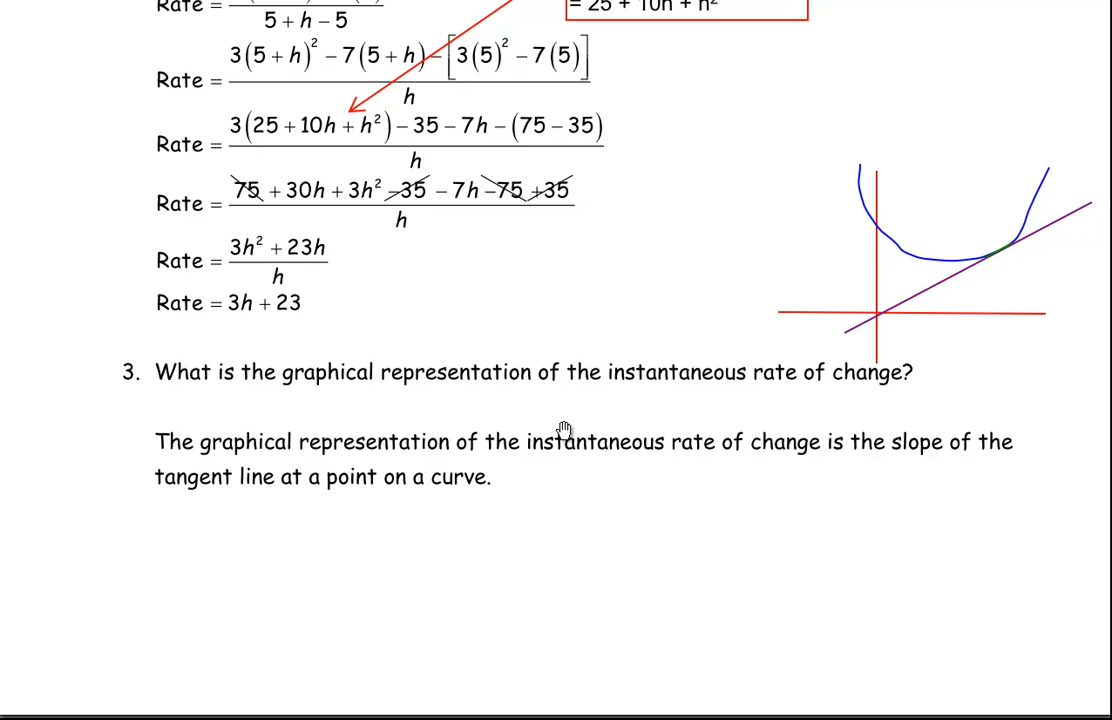 Rate = 5 + h − 5
= 25 + 10h + h²
Rate = 3(5 + h)² − 7(5 + h) − [3(5)² − 7(5)] / h
Rate = 3(25 + 10h + h²) − 35 − 7h − (75 − 35) / h
Rate = 75 + 30h + 3h² − 35 − 7h − 75 + 35 / h
Rate = 3h² + 23h / h
Rate = 3h + 23
3. What is the graphical representation of the instantaneous rate of change?
The graphical representation of the instantaneous rate of change is the slope of the
tangent line at a point on a curve.